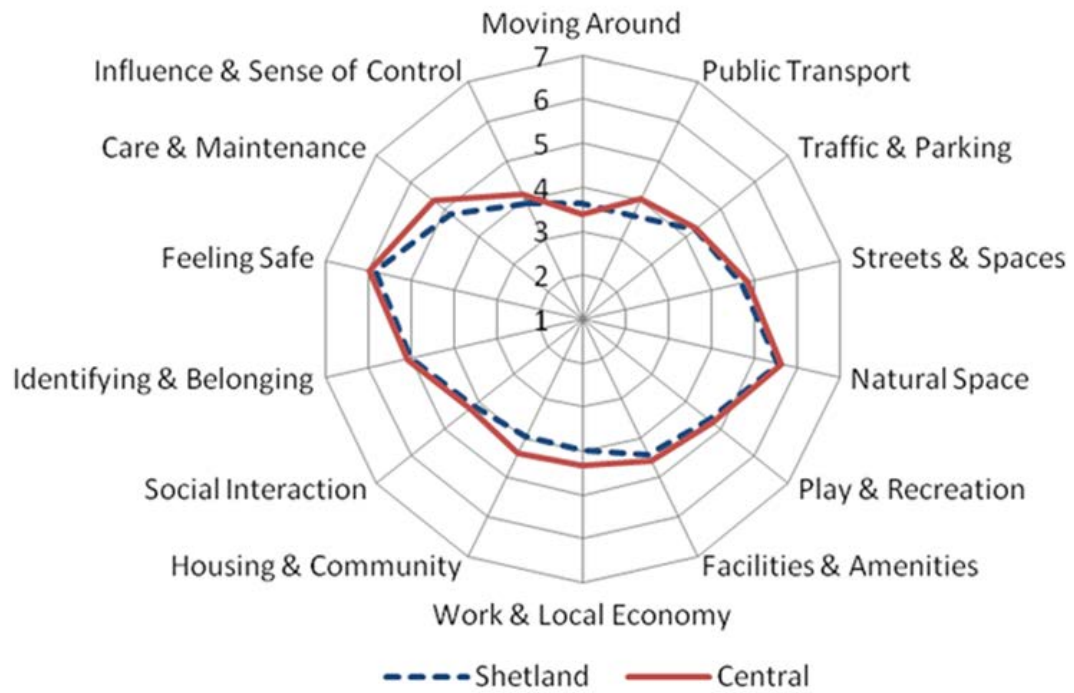 Moving Around
7
Influence & Sense of Control
Public Transport
6
Care & Maintenance
Traffic & Parking
5
4
Feeling Safe
Streets & Spaces
3
2
1
Identifying & Belonging
Natural Space
Social Interaction
Play & Recreation
Housing & Community
Facilities & Amenities
Work & Local Economy
Shetland
Central